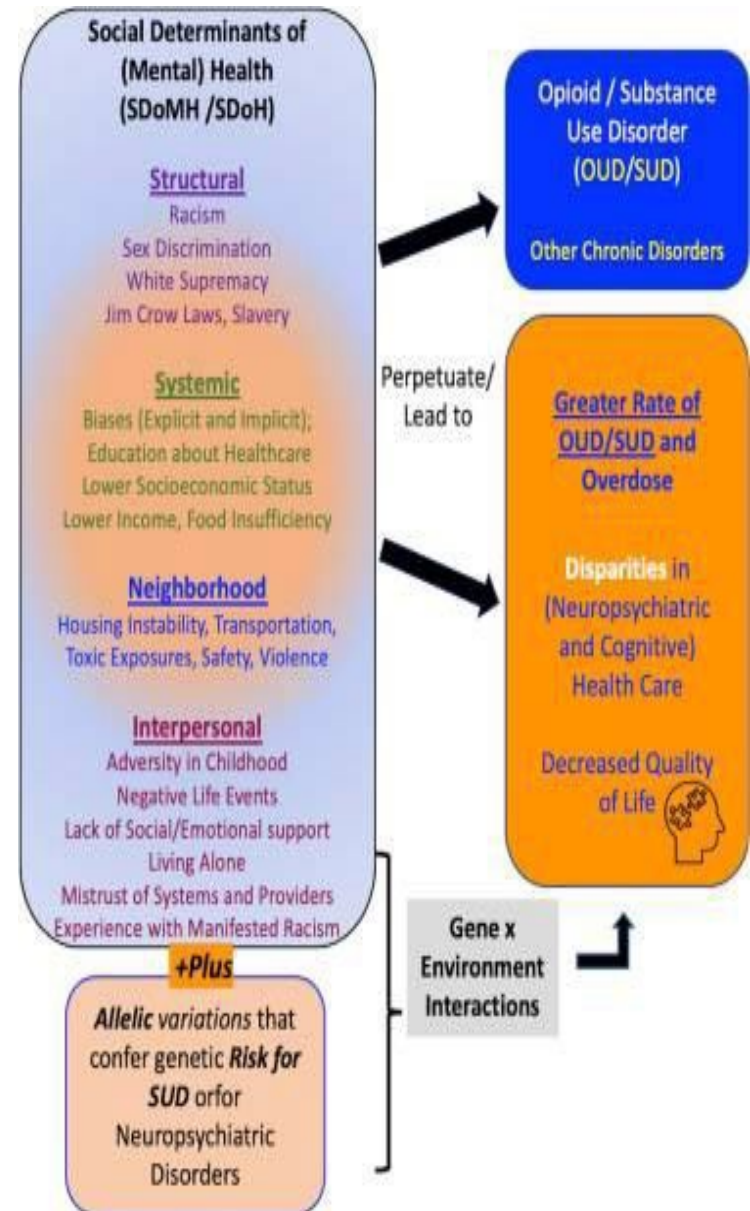 Social Determinants of
(Mental) Health
(SDoMH /SDoH)
Structural
Racism
Sex Discrimination
White Supremacy
Jim Crow Laws, Slavery
Systemic
Biases (Explicit and Implicit);
Education about Healthcare
Lower Socioeconomic Status
Lower Income, Food Insufficiency
Neighborhood
Housing Instability, Transportation,
Toxic Exposures, Safety, Violence
Interpersonal
Adversity in Childhood
Negative Life Events
Lack of Social/Emotional support
Living Alone
Mistrust of Systems and Providers
Experience with Manifested Racism
+Plus
Allelic variations that
confer genetic Risk for
SUD orfor
Neuropsychiatric
Disorders
Perpetuate/
Lead to
Gene x
Environment
Interactions
Opioid / Substance
Use Disorder
(OUD/SUD)
Other Chronic Disorders
Greater Rate of
OUD/SUD and
Overdose
Disparities in
(Neuropsychiatric
and Cognitive)
Health Care
Decreased Quality
of Life